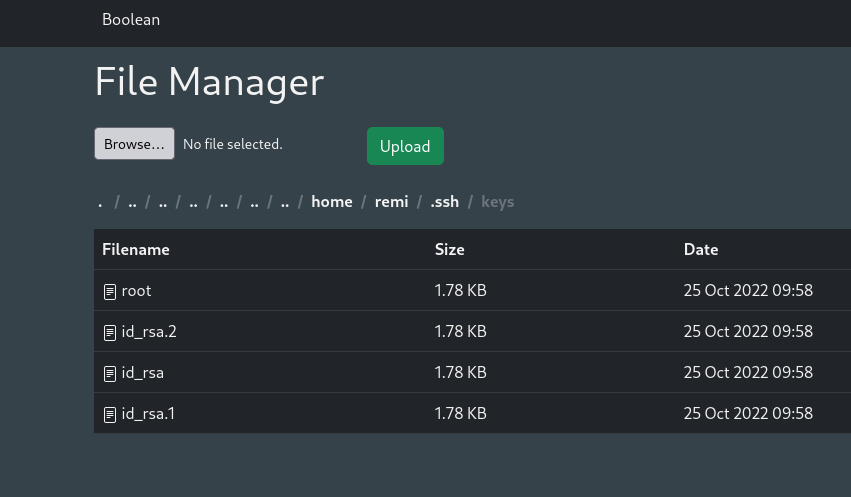 Boolean
File Manager
Browse... No file selected. Upload
. / .. / .. / .. / .. / .. / .. / home / remi / .ssh / keys
Filename Size Date
root 1.78 KB 25 Oct 2022 09:58
id_rsa.2 1.78 KB 25 Oct 2022 09:58
id_rsa 1.78 KB 25 Oct 2022 09:58
id_rsa.1 1.78 KB 25 Oct 2022 09:58